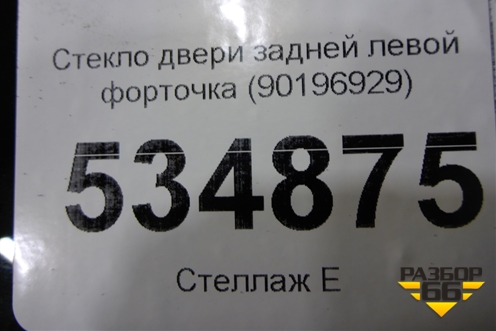 Стекло двери задней левой
форточка (90196929)
534875
Стеллаж Е
РАЗБОР
66